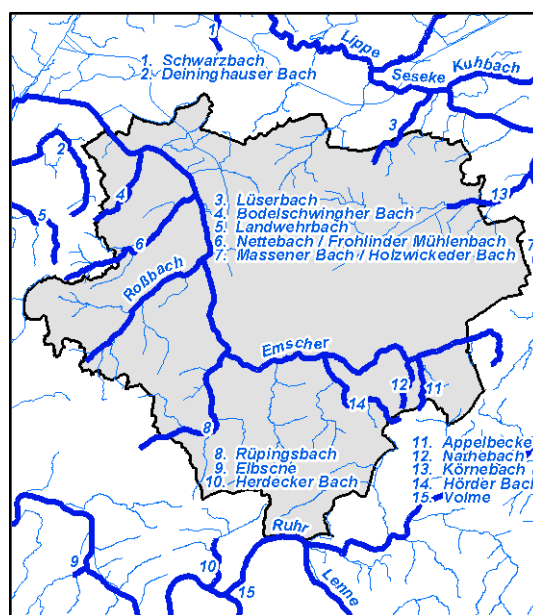 1
1. Schwarzbach
2. Deininghauser Bach
Lippe
Seseke
Kuhbach
3
2
4
5
13
3. Lüserbach
4. Bodelschwingher Bach
5. Landwehrbach
6. Nettebach / Frohlinder Mühlenbach
7. Massener Bach / Holzwickeder Bach
7
6
Roßbach
Emscher
12
11
14
8
8. Rüpingsbach
9. Elbsche
10. Herdecker Bach
11. Appelbecke
12. Nathebach
13. Körnebach
14. Hörder Bach
15. Volme
Ruhr
9
10
15
Lenne